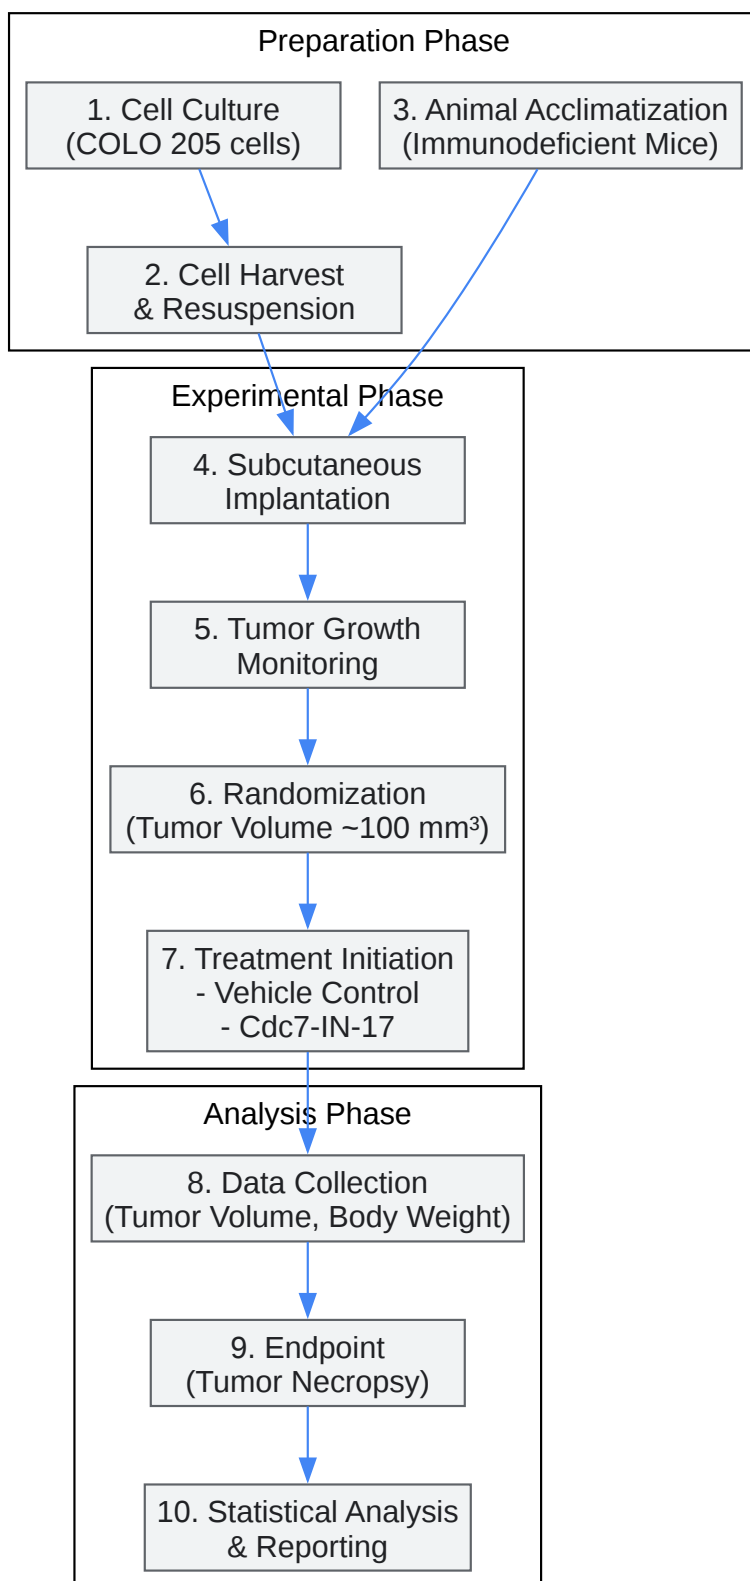 Preparation Phase
1. Cell Culture
(COLO 205 cells)
3. Animal Acclimatization
(Immunodeficient Mice)
2. Cell Harvest
& Resuspension
Experimental Phase
4. Subcutaneous
Implantation
5. Tumor Growth
Monitoring
6. Randomization
(Tumor Volume ~100 mm³)
7. Treatment Initiation
- Vehicle Control
- Cdc7-IN-17
Analysis Phase
8. Data Collection
(Tumor Volume, Body Weight)
9. Endpoint
(Tumor Necropsy)
10. Statistical Analysis
& Reporting